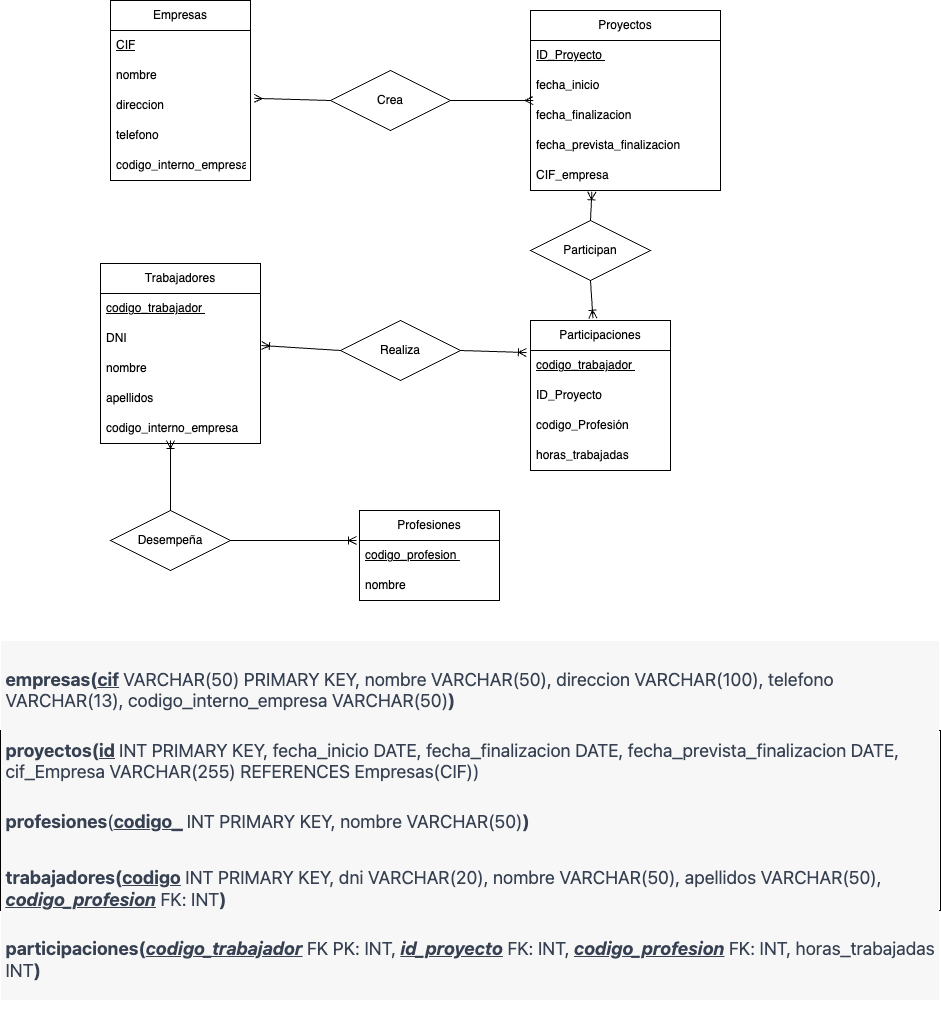 Empresas
CIF
nombre
direccion
telefono
codigo_interno_empresa
Crea
Proyectos
ID_Proyecto
fecha_inicio
fecha_finalizacion
fecha_prevista_finalizacion
CIF_empresa
Participan
Trabajadores
codigo_trabajador
DNI
nombre
apellidos
codigo_interno_empresa
Realiza
Participaciones
codigo_trabajador
ID_Proyecto
codigo_Profesión
horas_trabajadas
Desempeña
Profesiones
codigo_profesion
nombre
empresas(cif VARCHAR(50) PRIMARY KEY, nombre VARCHAR(50), direccion VARCHAR(100), telefono
VARCHAR(13), codigo_interno_empresa VARCHAR(50))
proyectos(id INT PRIMARY KEY, fecha_inicio DATE, fecha_finalizacion DATE, fecha_prevista_finalizacion DATE,
cif_Empresa VARCHAR(255) REFERENCES Empresas(CIF))
profesiones(codigo_ INT PRIMARY KEY, nombre VARCHAR(50))
trabajadores(codigo INT PRIMARY KEY, dni VARCHAR(20), nombre VARCHAR(50), apellidos VARCHAR(50),
codigo_profesion FK: INT)
participaciones(codigo_trabajador FK PK: INT, id_proyecto FK: INT, codigo_profesion FK: INT, horas_trabajadas
INT)